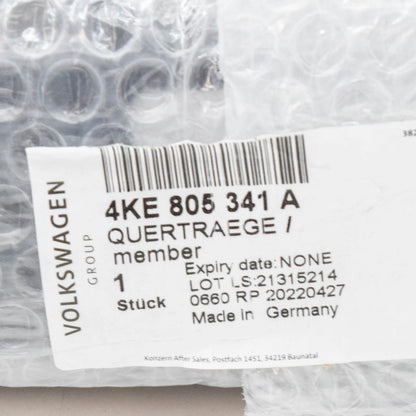 382
VOLKSWAGEN
GROUP
4KE 805 341 A
QUERTRAEGE /
member
1
Stück
Expiry date: NONE
LOT LS:21315214
0660 RP 20220427
Made in Germany
Konzern After Sales, Postfach 1451, 34219 Baunatal